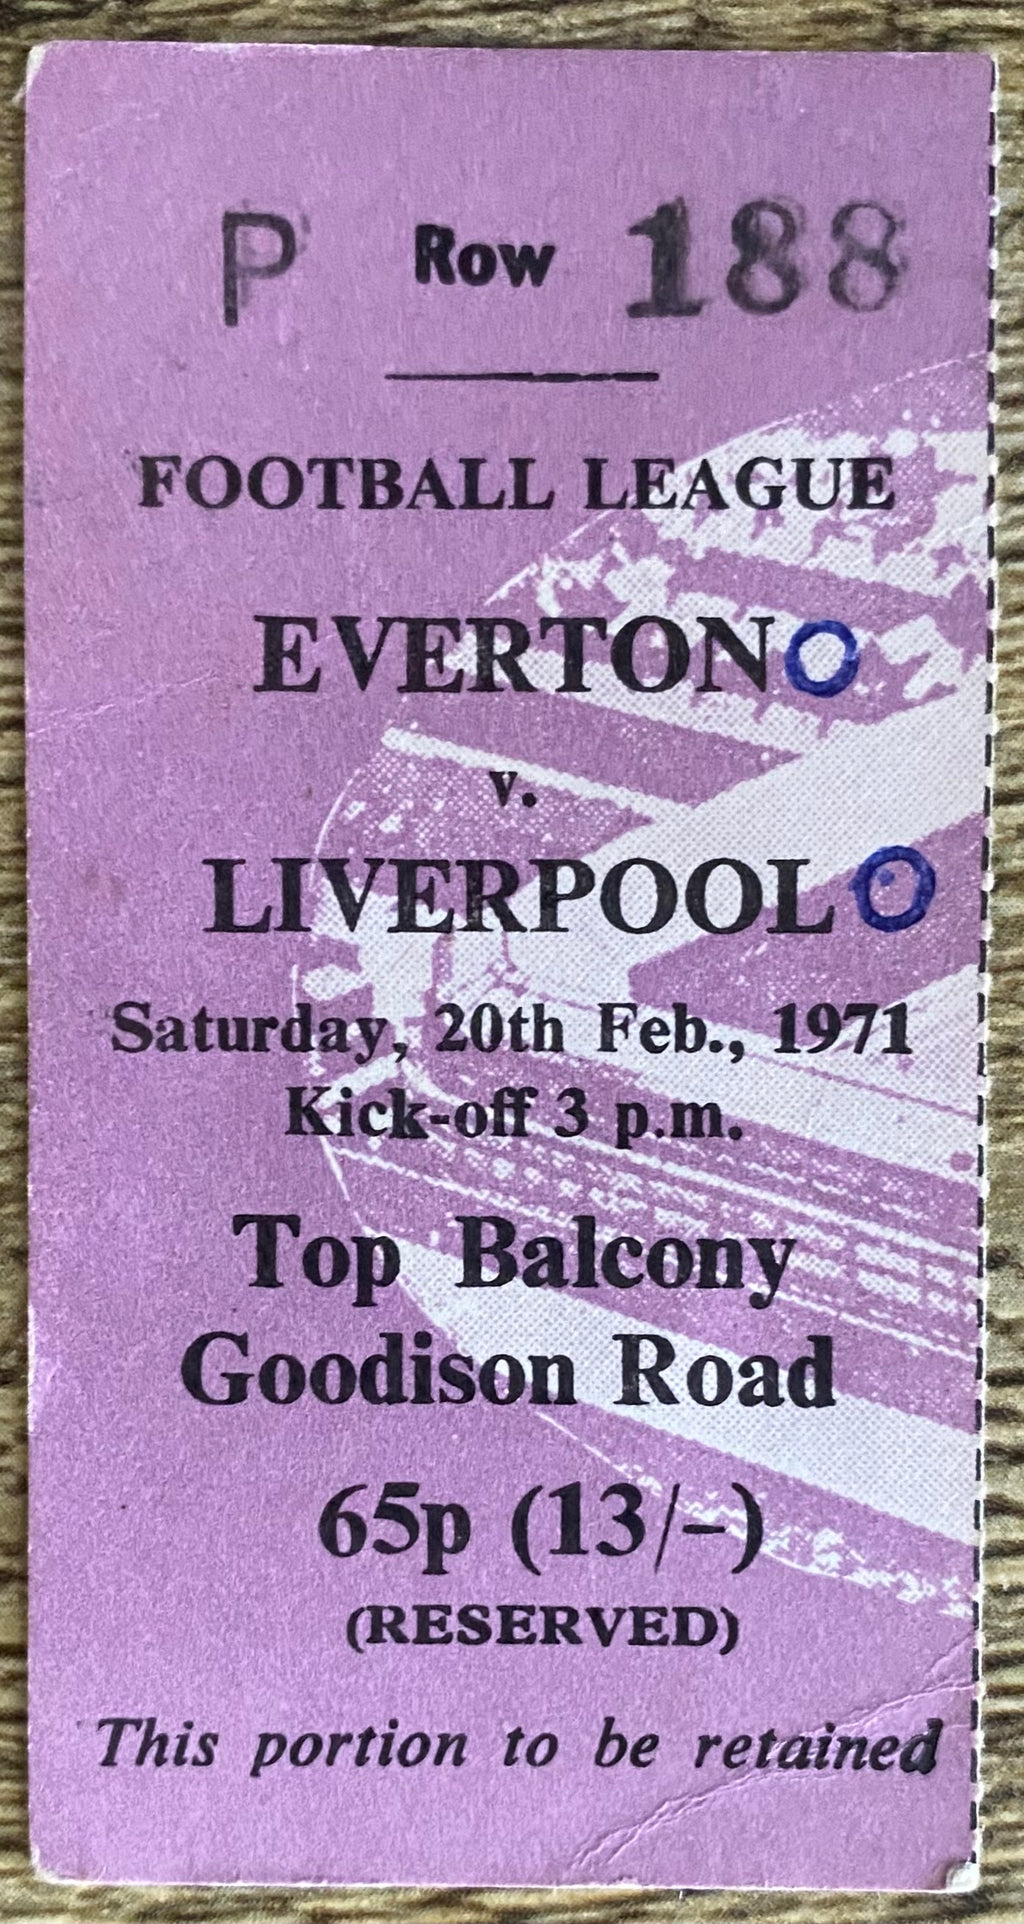 P Row 188
FOOTBALL LEAGUE
EVERTON O
v.
LIVERPOOL O
Saturday, 20th Feb., 1971
Kick-off 3 p.m.
Top Balcony
Goodison Road
65p (13/-)
(RESERVED)
This portion to be retained